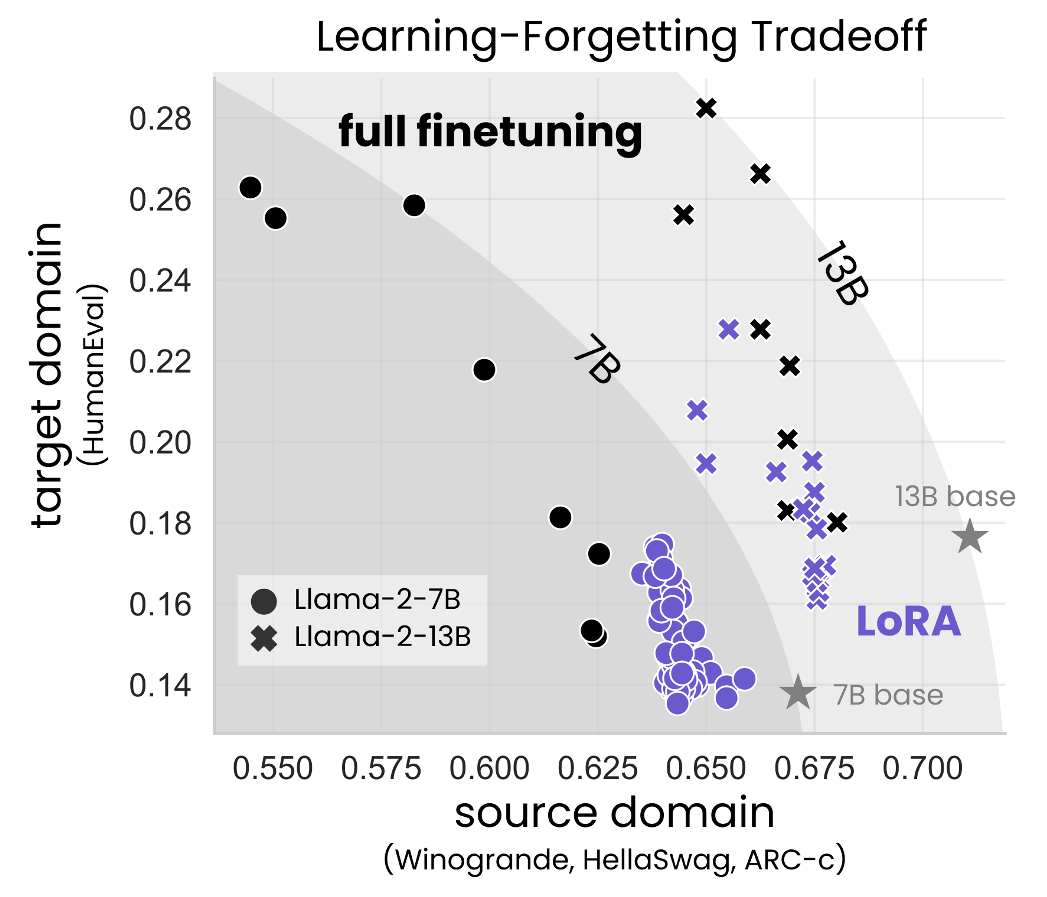 Learning-Forgetting Tradeoff
full finetuning
13B
7B
13B base
7B base
LoRA
Llama-2-7B
Llama-2-13B
target domain
(HumanEval)
0.28
0.26
0.24
0.22
0.20
0.18
0.16
0.14
0.550 0.575 0.600 0.625 0.650 0.675 0.700
source domain
(Winogrande, HellaSwag, ARC-c)